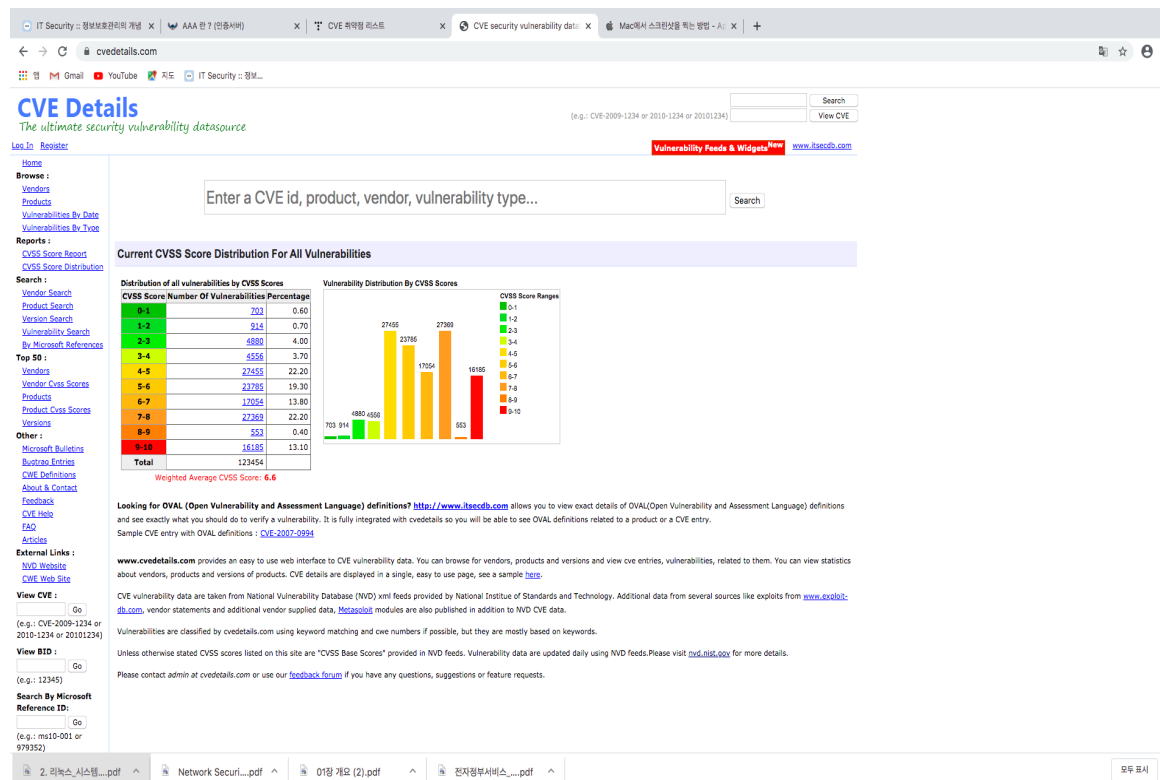 IT Security :: 정보보호관리의 개념
AAA 란 ? (인증서버)
CVE 취약점 리스트
CVE security vulnerability data
Mac에서 스크린샷을 찍는 방법 - Ap
cvedetails.com
앱 Gmail YouTube 지도 IT Security :: 정보...
CVE Details
The ultimate security vulnerability datasource
Search
(e.g.: CVE-2009-1234 or 2010-1234 or 20101234) View CVE
Log In Register
Vulnerability Feeds & Widgets New www.itsecdb.com
Home
Browse :
Vendors
Products
Vulnerabilities By Date
Vulnerabilities By Type
Reports :
CVSS Score Report
CVSS Score Distribution
Search :
Vendor Search
Product Search
Version Search
Vulnerability Search
By Microsoft References
Top 50 :
Vendors
Vendor Cvss Scores
Products
Product Cvss Scores
Versions
Other :
Microsoft Bulletins
Bugtraq Entries
CWE Definitions
About & Contact
Feedback
CVE Help
FAQ
Articles
External Links :
NVD Website
CWE Web Site
View CVE :
Go
(e.g.: CVE-2009-1234 or
2010-1234 or 20101234)
View BID :
Go
(e.g.: 12345)
Search By Microsoft
Reference ID:
Go
(e.g.: ms10-001 or
979352)
Enter a CVE id, product, vendor, vulnerability type... Search
Current CVSS Score Distribution For All Vulnerabilities
Distribution of all vulnerabilities by CVSS Scores
CVSS Score Number Of Vulnerabilities Percentage
0-1 703 0.60
1-2 914 0.70
2-3 4880 4.00
3-4 4556 3.70
4-5 27455 22.20
5-6 23785 19.30
6-7 17054 13.80
7-8 27369 22.20
8-9 553 0.40
9-10 16185 13.10
Total 123454
Weighted Average CVSS Score: 6.6
Vulnerability Distribution By CVSS Scores
703 914 4880 4556 27455 23785 17054 27369 553 16185
CVSS Score Ranges
0-1
1-2
2-3
3-4
4-5
5-6
6-7
7-8
8-9
9-10
Looking for OVAL (Open Vulnerability and Assessment Language) definitions? http://www.itsecdb.com allows you to view exact details of OVAL(Open Vulnerability and Assessment Language) definitions
and see exactly what you should do to verify a vulnerability. It is fully integrated with cvedetails so you will be able to see OVAL definitions related to a product or a CVE entry.
Sample CVE entry with OVAL definitions : CVE-2007-0994
www.cvedetails.com provides an easy to use web interface to CVE vulnerability data. You can browse for vendors, products and versions and view cve entries, vulnerabilities, related to them. You can view statistics
about vendors, products and versions of products. CVE details are displayed in a single, easy to use page, see a sample here.
CVE vulnerability data are taken from National Vulnerability Database (NVD) xml feeds provided by National Institue of Standards and Technology. Additional data from several sources like exploits from www.exploit-
db.com, vendor statements and additional vendor supplied data, Metasploit modules are also published in addition to NVD CVE data.
Vulnerabilities are classified by cvedetails.com using keyword matching and cwe numbers if possible, but they are mostly based on keywords.
Unless otherwise stated CVSS scores listed on this site are "CVSS Base Scores" provided in NVD feeds. Vulnerability data are updated daily using NVD feeds.Please visit nvd.nist.gov for more details.
Please contact admin at cvedetails.com or use our feedback forum if you have any questions, suggestions or feature requests.
2. 리눅스_시스템....pdf
Network Securi....pdf
01장 개요 (2).pdf
전자정부서비스_....pdf
모두 표시